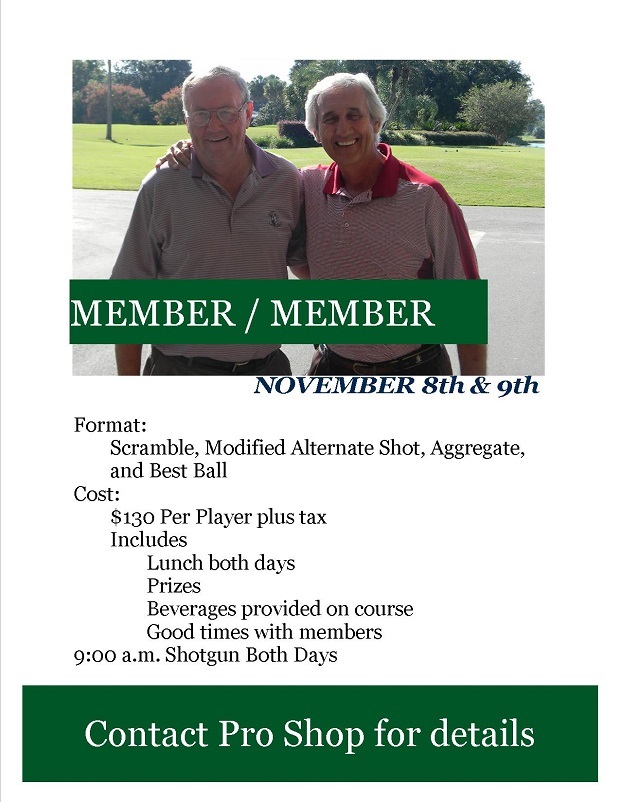 MEMBER / MEMBER
NOVEMBER 8th & 9th
Format:
Scramble, Modified Alternate Shot, Aggregate,
and Best Ball
Cost:
$130 Per Player plus tax
Includes
Lunch both days
Prizes
Beverages provided on course
Good times with members
9:00 a.m. Shotgun Both Days
Contact Pro Shop for details